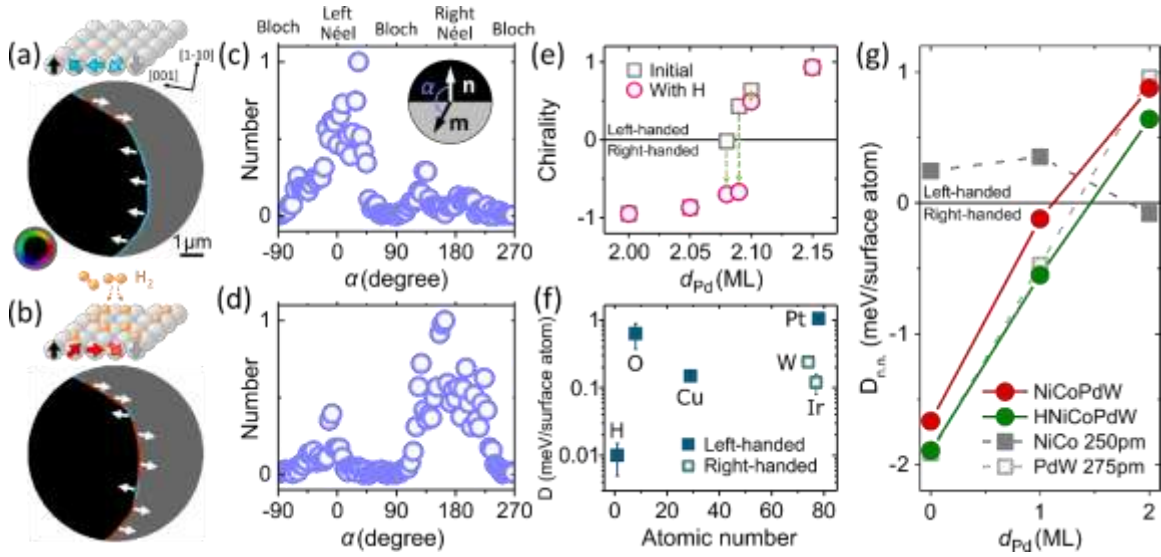 Bloch Left Néel Bloch Right Néel Bloch
(a)
[1-10]
[001]
1μm
(b)
H₂
(c)
Number
1
0
-90 0 90 180 270
α(degree)
α
n
m
(d)
Number
1
0
-90 0 90 180 270
α(degree)
(e)
Chirality
1
0
-1
Initial
With H
Left-handed
Right-handed
2.00 2.05 2.10 2.15
dPd(ML)
(f)
D (meV/surface atom)
1
0.1
0.01
H
O
Cu
W
Pt
Ir
Left-handed
Right-handed
0 20 40 60 80
Atomic number
(g)
Dn.n. (meV/surface atom)
1
0
-1
-2
Left-handed
Right-handed
NiCoPdW
HNiCoPdW
NiCo 250pm
PdW 275pm
0 1 2
dPd(ML)